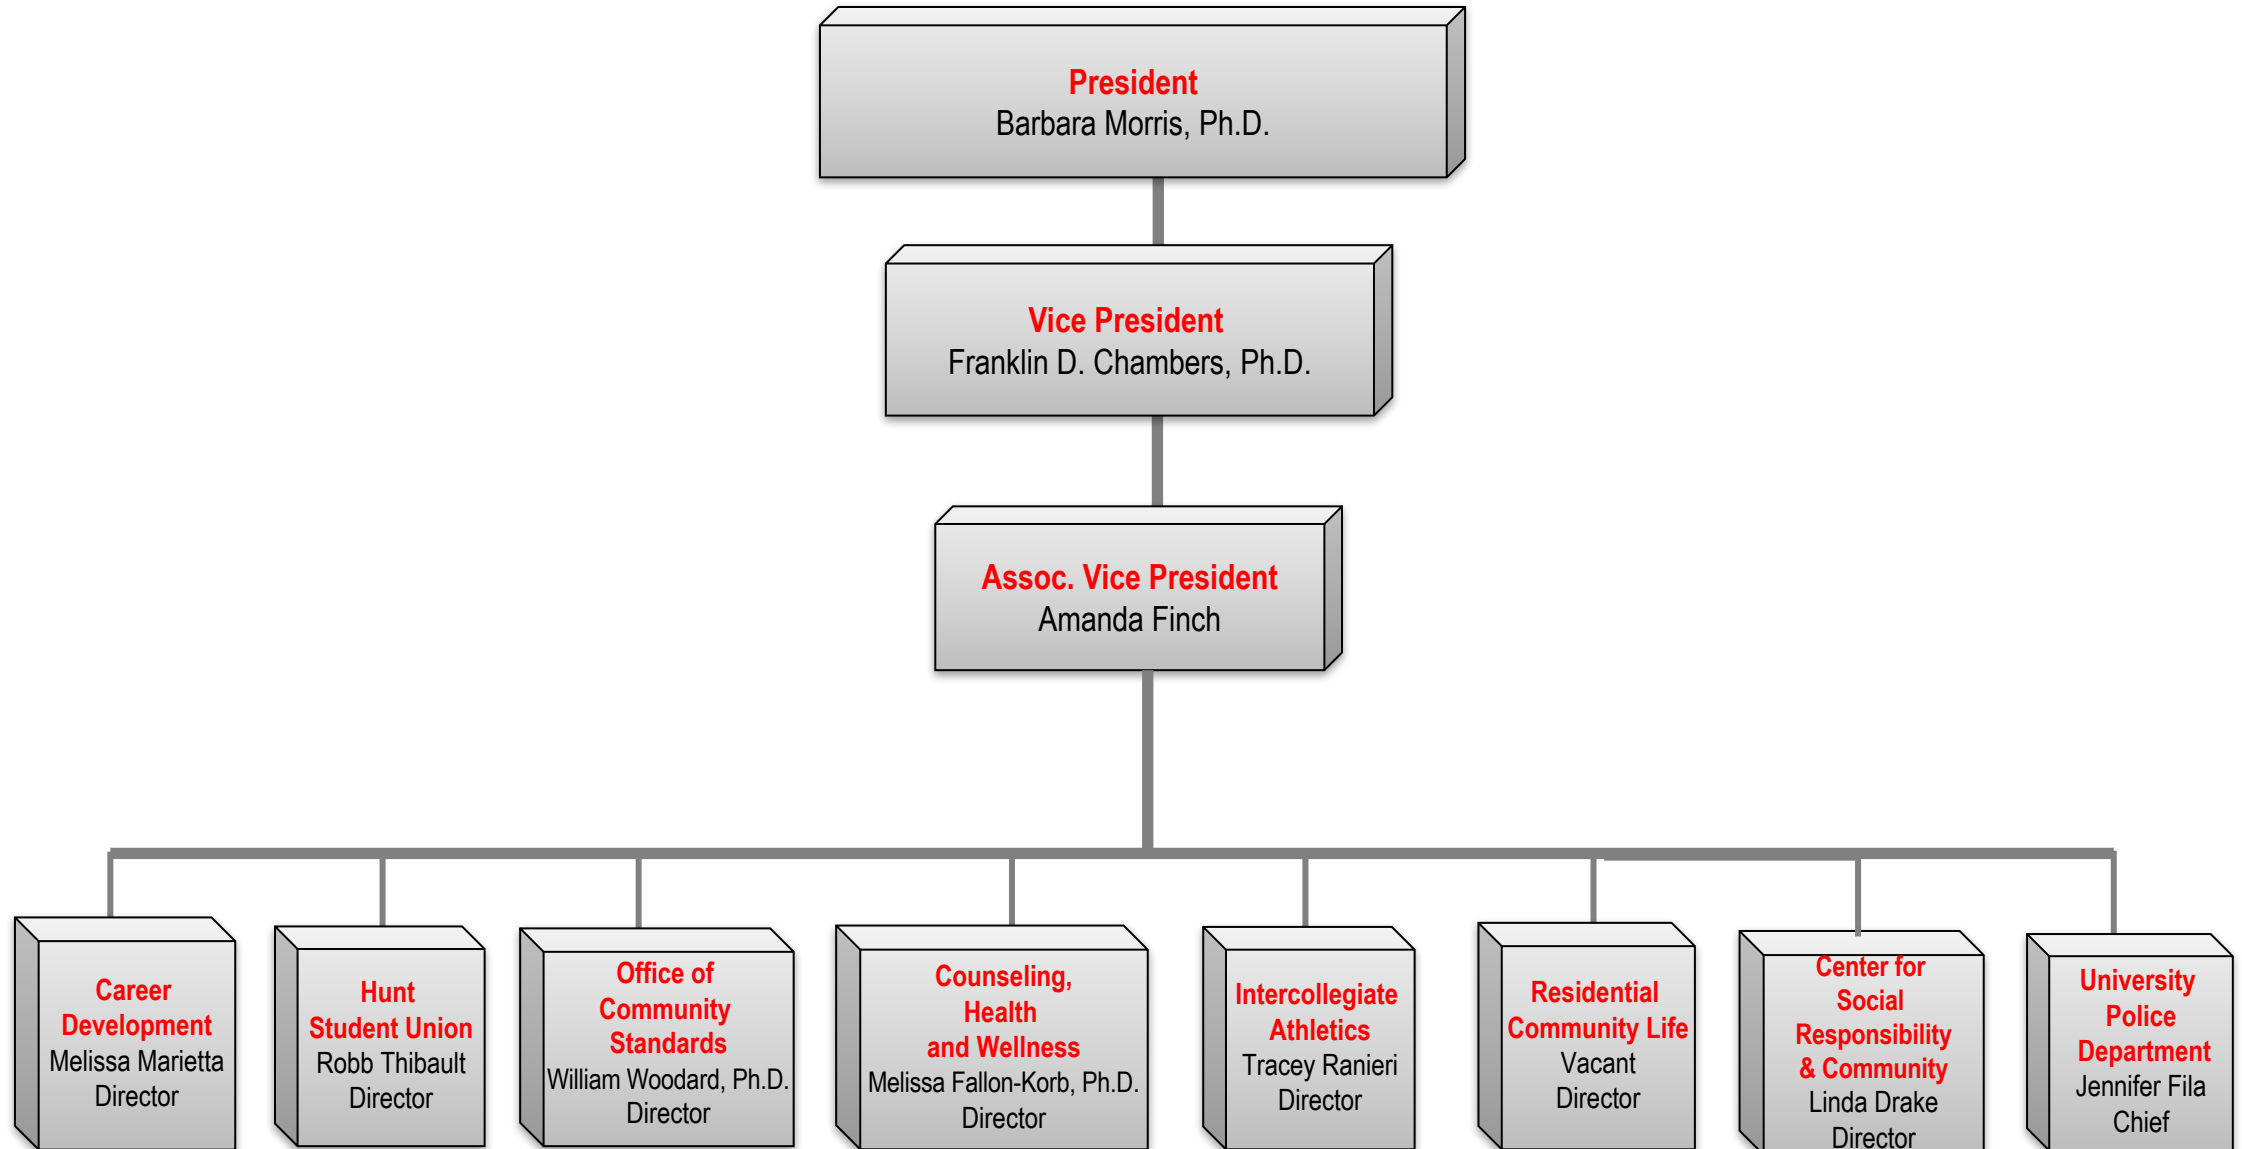 President
Barbara Morris, Ph.D.
Vice President
Franklin D. Chambers, Ph.D.
Assoc. Vice President
Amanda Finch
Career
Development
Melissa Marietta
Director
Hunt
Student Union
Robb Thibault
Director
Office of
Community
Standards
William Woodard, Ph.D.
Director
Counseling,
Health
and Wellness
Melissa Fallon-Korb, Ph.D.
Director
Intercollegiate
Athletics
Tracey Ranieri
Director
Residential
Community Life
Vacant
Director
Center for
Social
Responsibility
& Community
Linda Drake
Director
University
Police
Department
Jennifer Fila
Chief